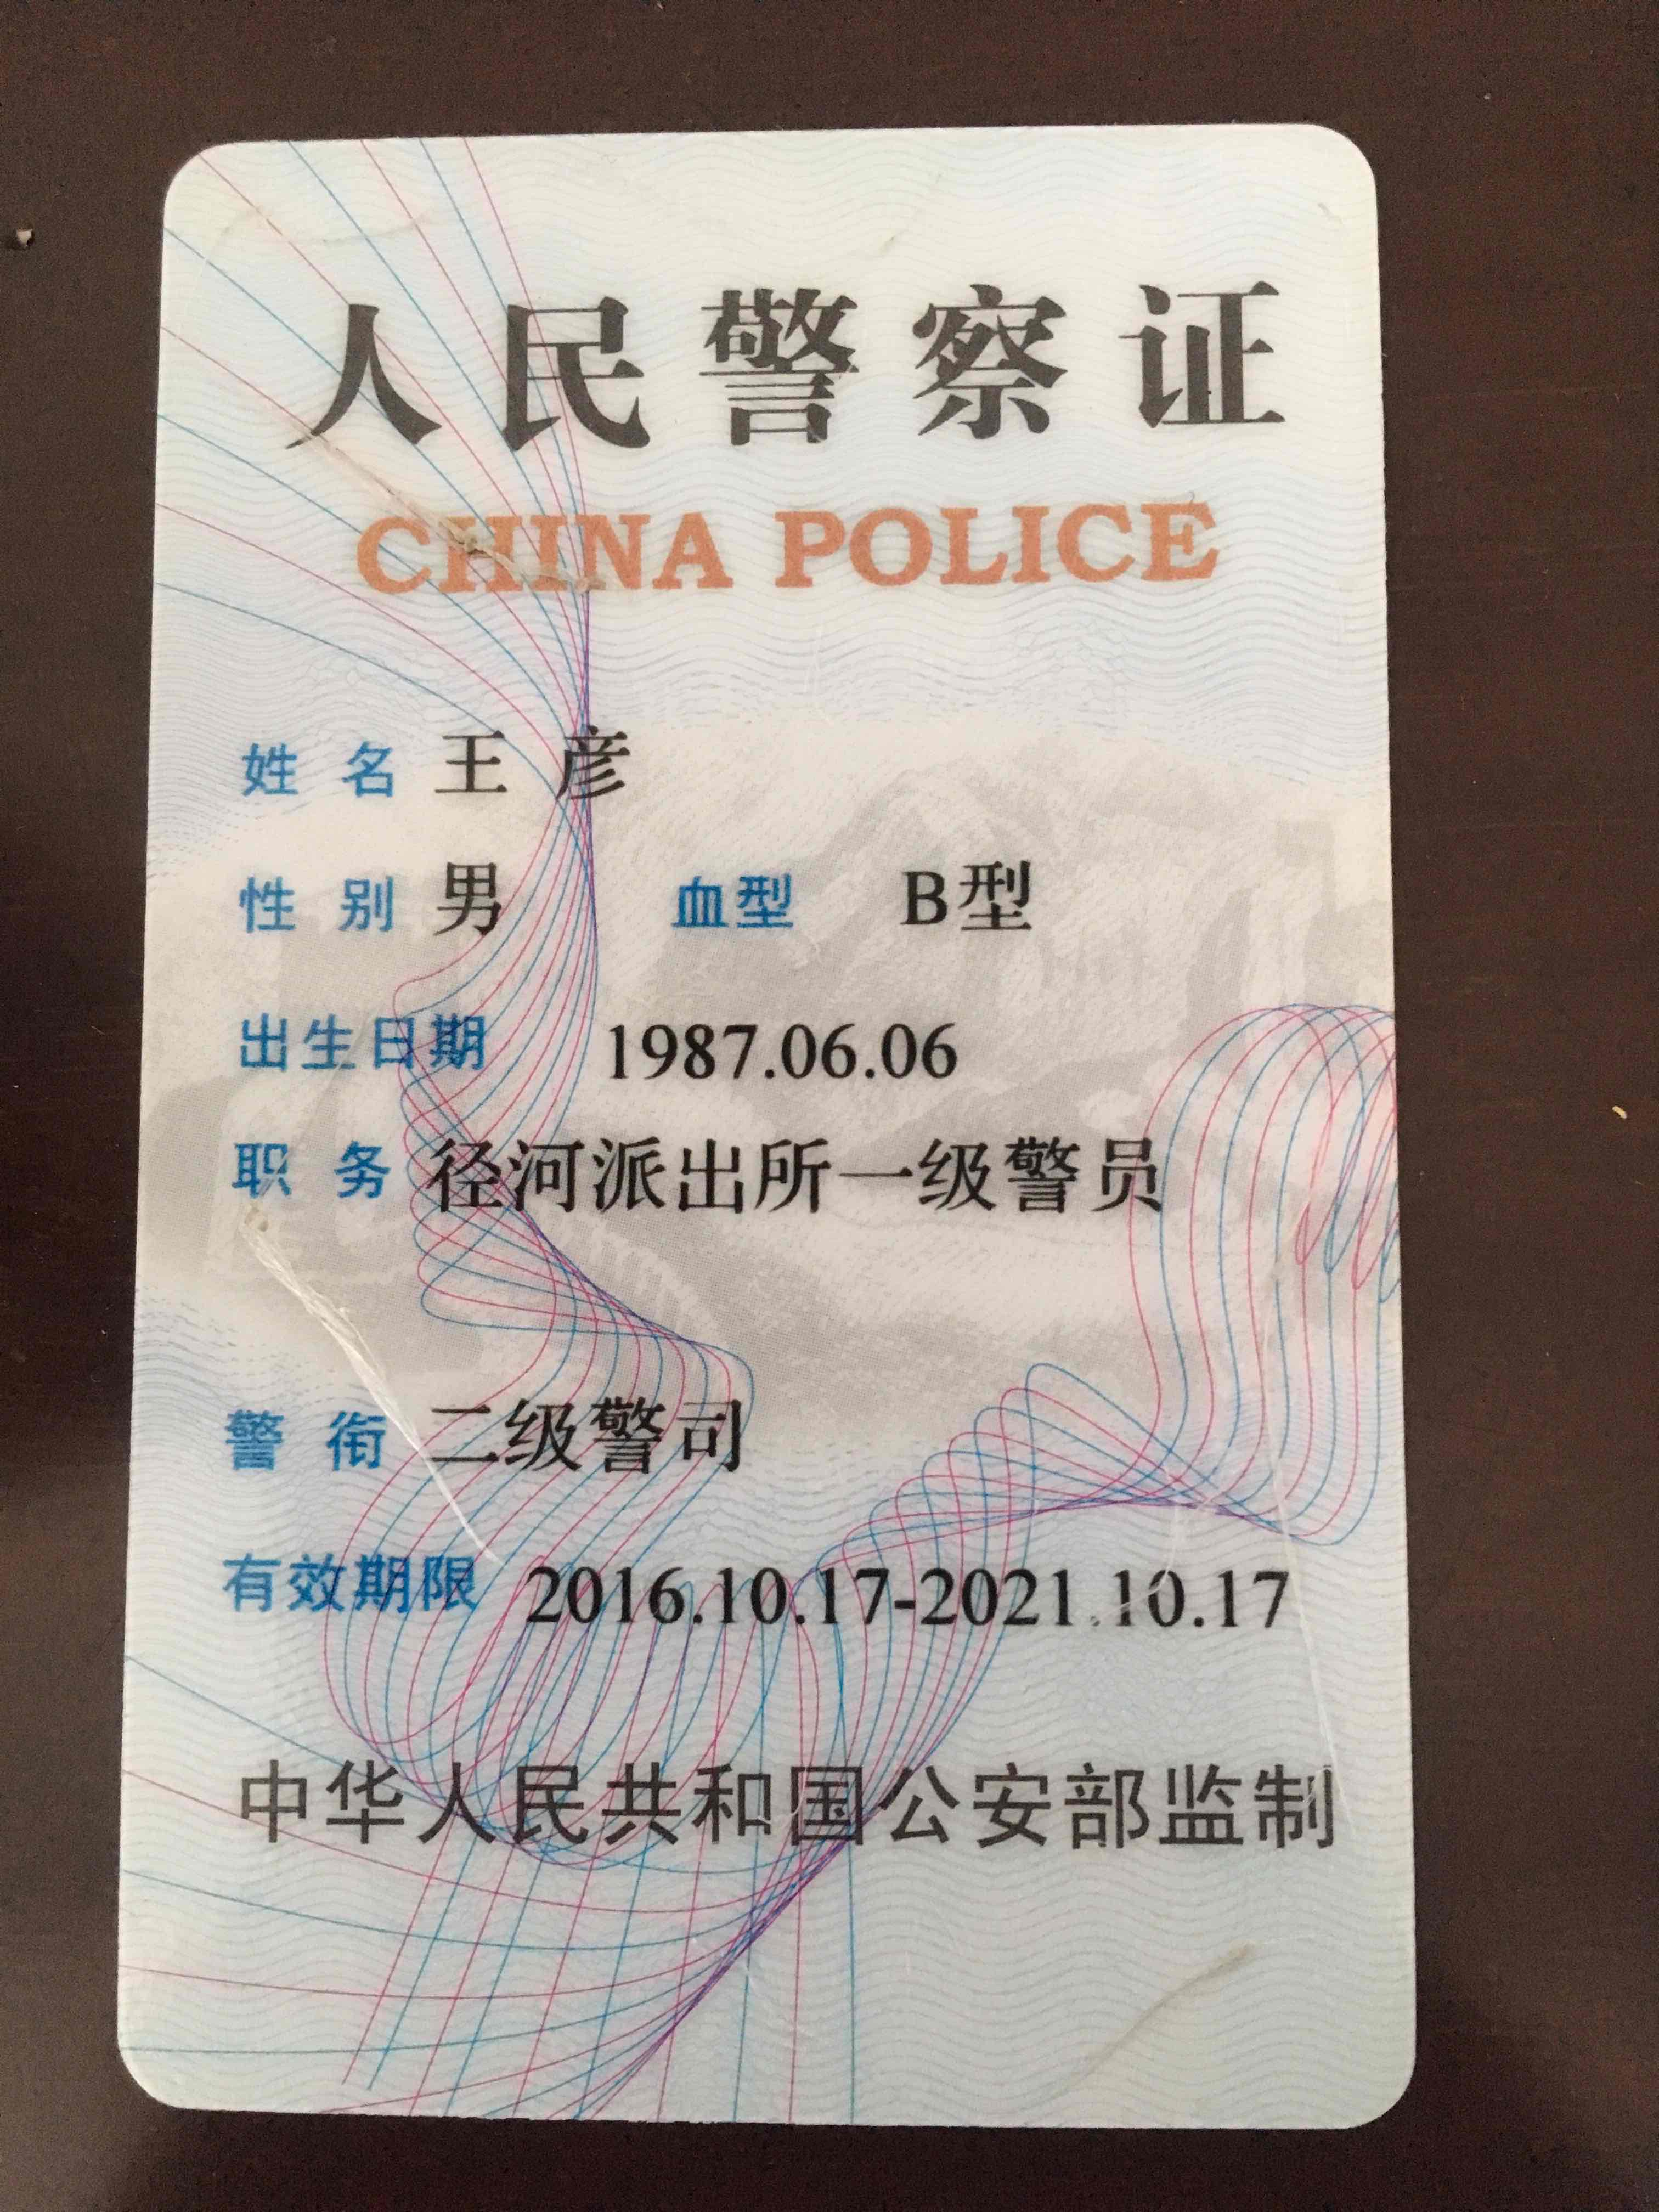 人民警察证
CHINA POLICE
姓 名 王 彦
性 别 男 血型 B型
出生日期 1987.06.06
职 务 径河派出所一级警员
警 衔 二级警司
有效期限 2016.10.17-2021.10.17
中华人民共和国公安部监制